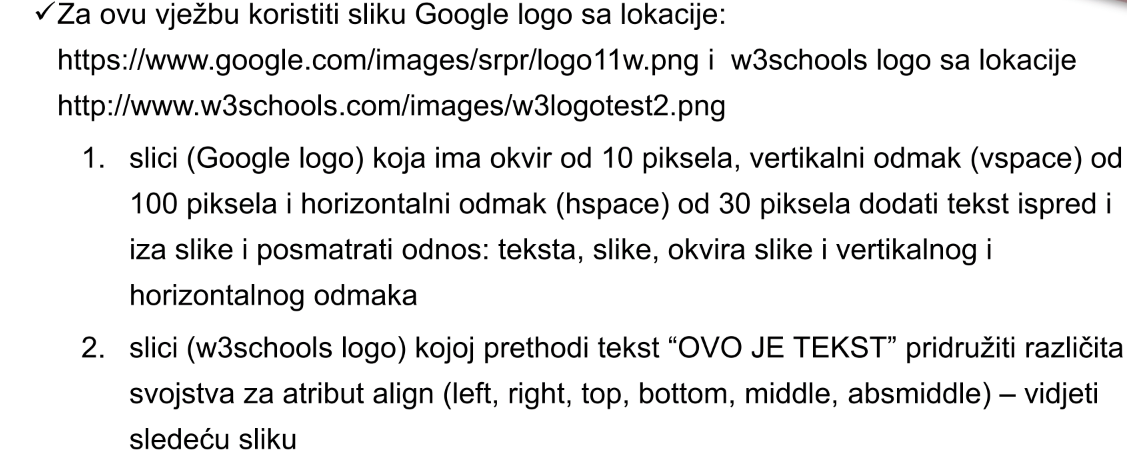 ✓Za ovu vježbu koristiti sliku Google logo sa lokacije:
https://www.google.com/images/srpr/logo11w.png i  w3schools logo sa lokacije
http://www.w3schools.com/images/w3logotest2.png
1. slici (Google logo) koja ima okvir od 10 piksela, vertikalni odmak (vspace) od
100 piksela i horizontalni odmak (hspace) od 30 piksela dodati tekst ispred i
iza slike i posmatrati odnos: teksta, slike, okvira slike i vertikalnog i
horizontalnog odmaka
2. slici (w3schools logo) kojoj prethodi tekst “OVO JE TEKST” pridružiti različita
svojstva za atribut align (left, right, top, bottom, middle, absmiddle) – vidjeti
sledeću sliku